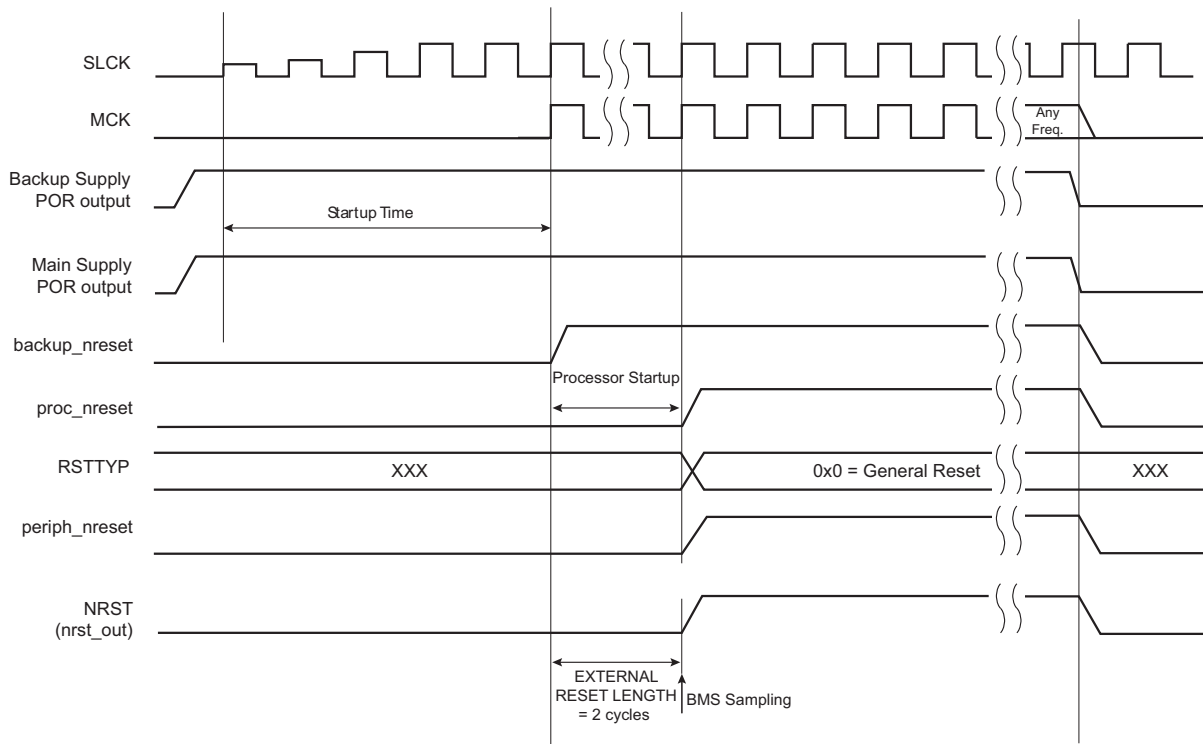 SLCK
MCK
Any
Freq.
Backup Supply
POR output
Startup Time
Main Supply
POR output
backup_nreset
Processor Startup
proc_nreset
RSTTYP
XXX
0x0 = General Reset
XXX
periph_nreset
NRST
(nrst_out)
EXTERNAL
RESET LENGTH
= 2 cycles
BMS Sampling